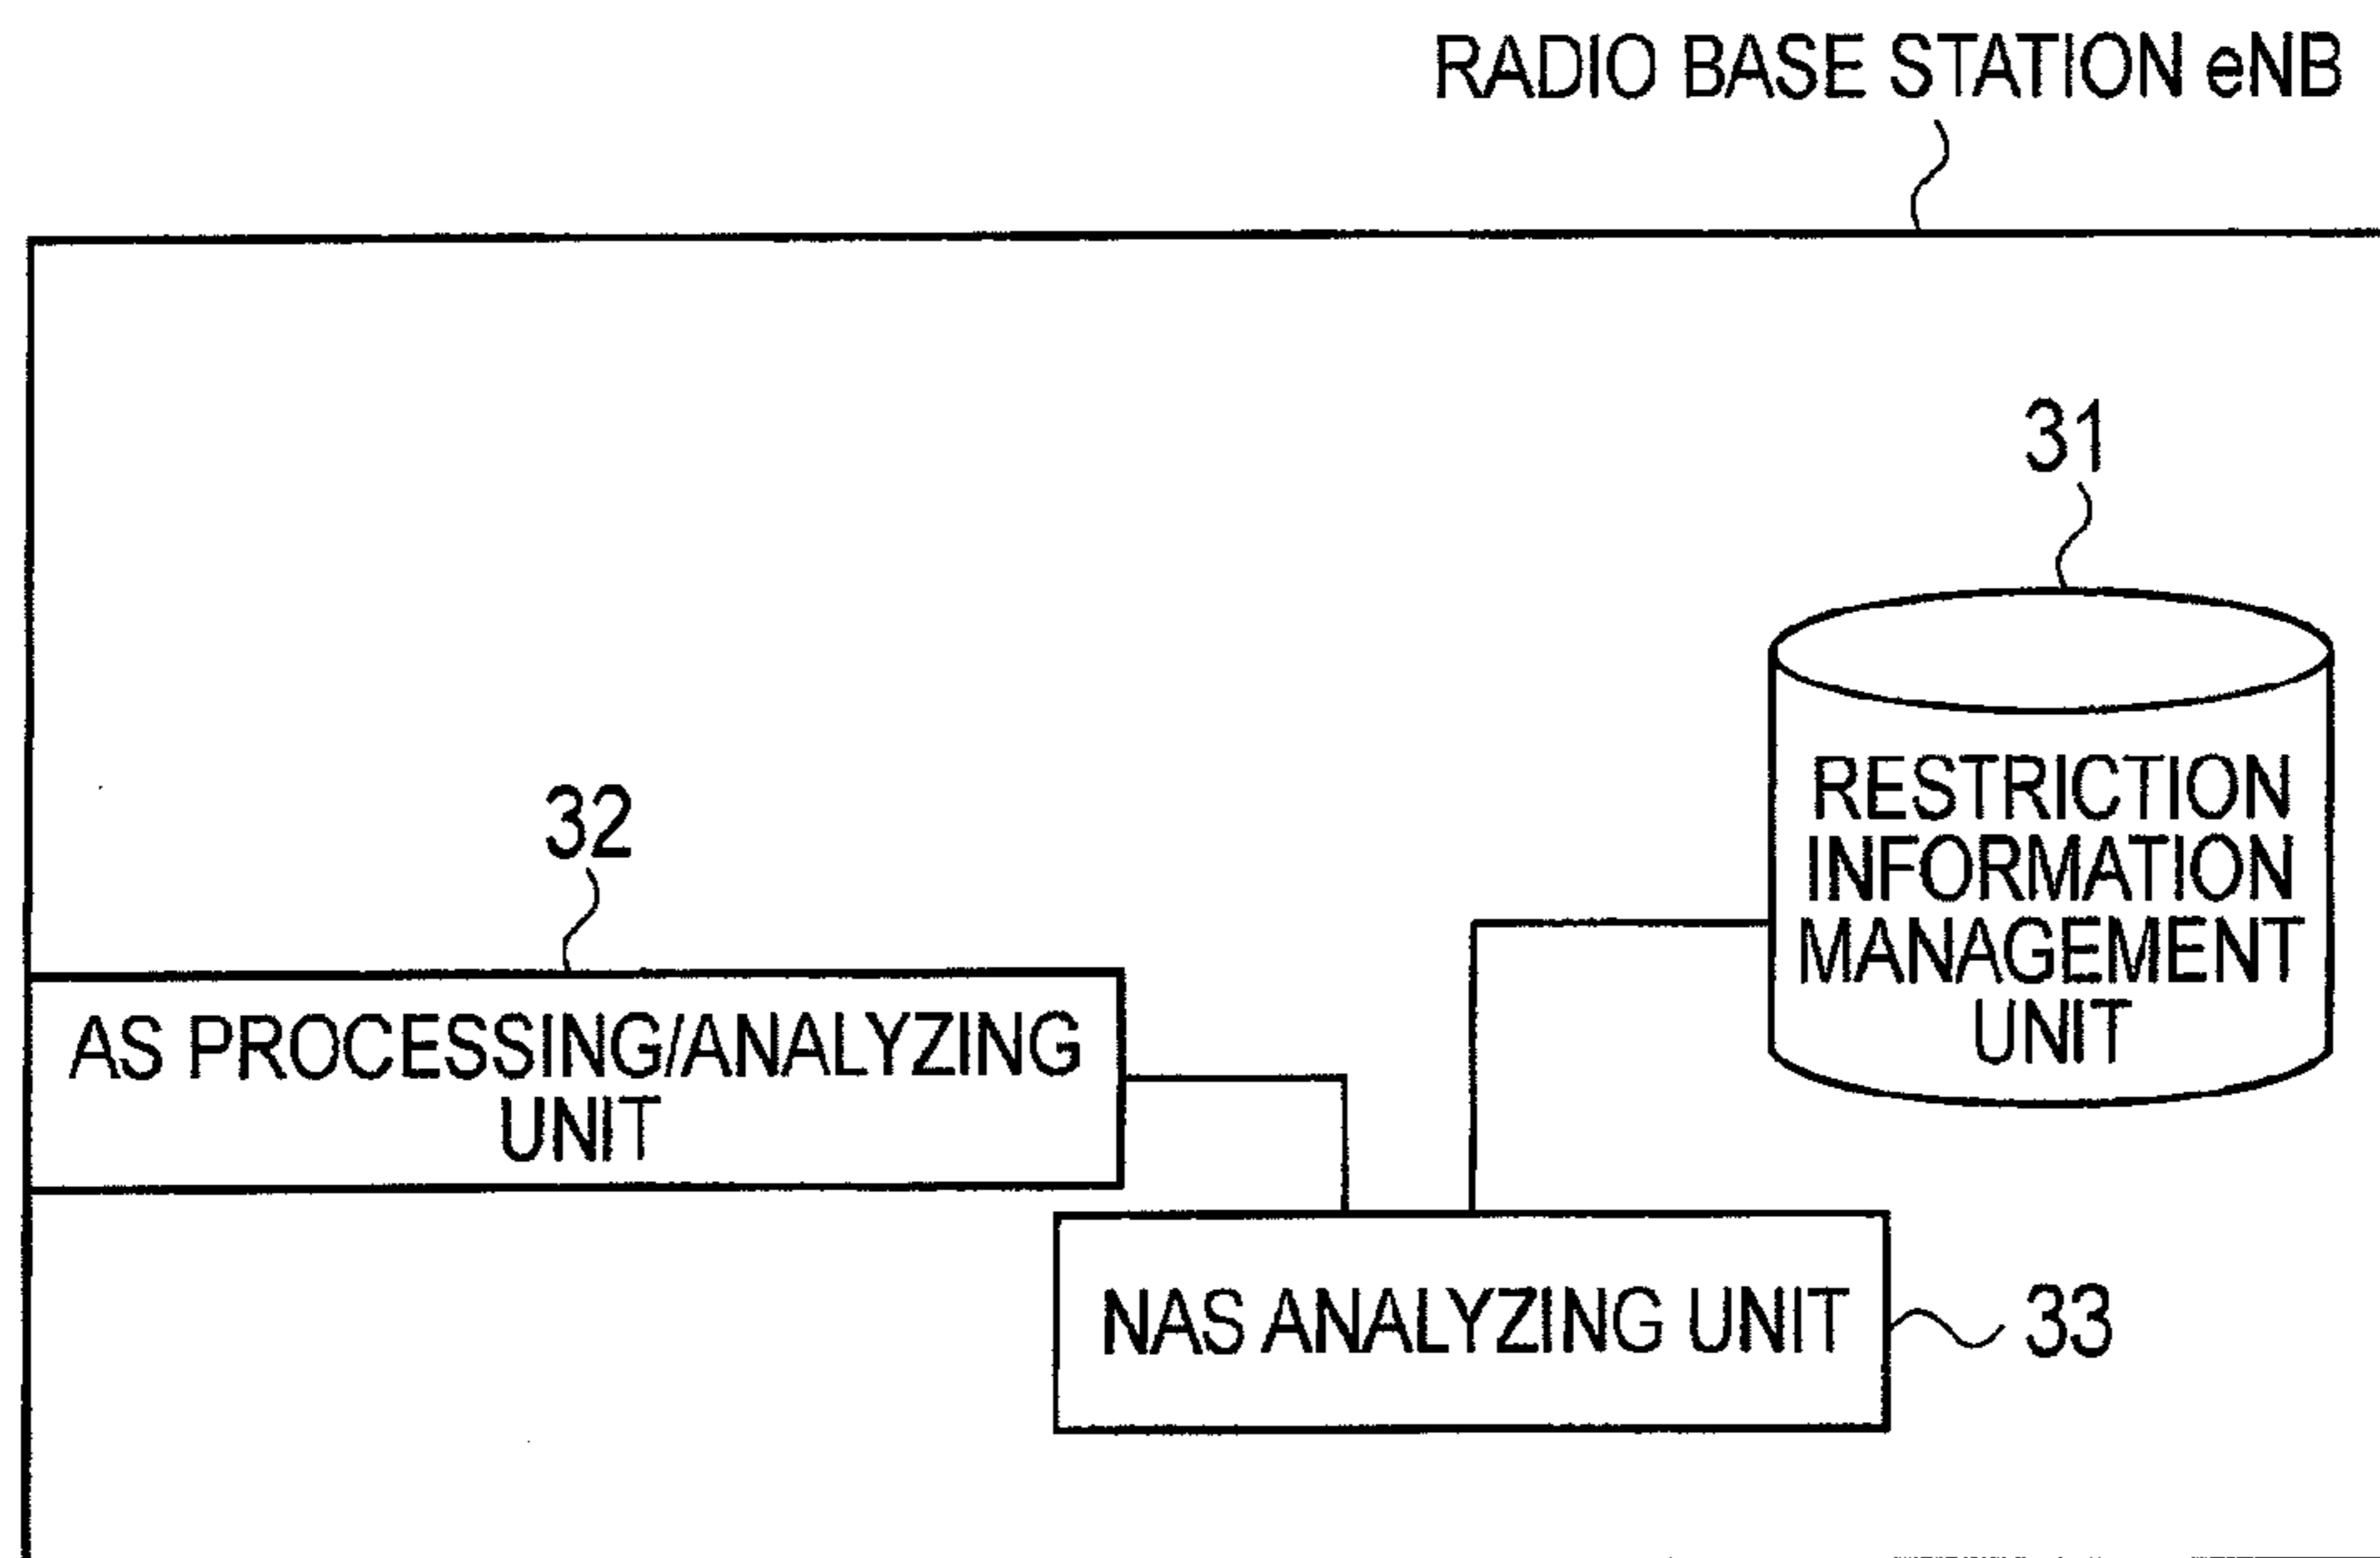 RADIO BASE STATION eNB
31
RESTRICTION
INFORMATION
MANAGEMENT
UNIT
32
AS PROCESSING/ANALYZING
UNIT
NAS ANALYZING UNIT
33